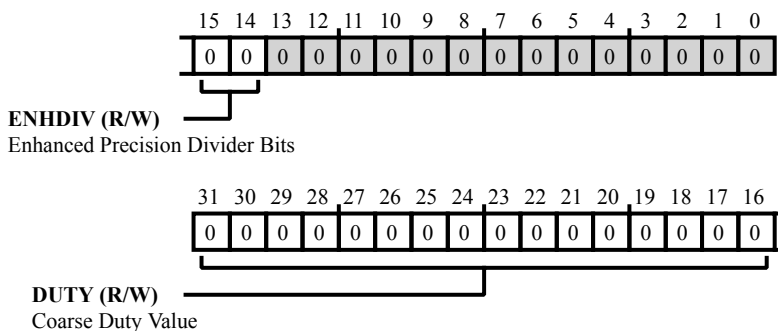 15 14 13 12 11 10 9 8 7 6 5 4 3 2 1 0
0 0 0 0 0 0 0 0 0 0 0 0 0 0 0 0
ENHDIV (R/W)
Enhanced Precision Divider Bits
31 30 29 28 27 26 25 24 23 22 21 20 19 18 17 16
0 0 0 0 0 0 0 0 0 0 0 0 0 0 0 0
DUTY (R/W)
Coarse Duty Value